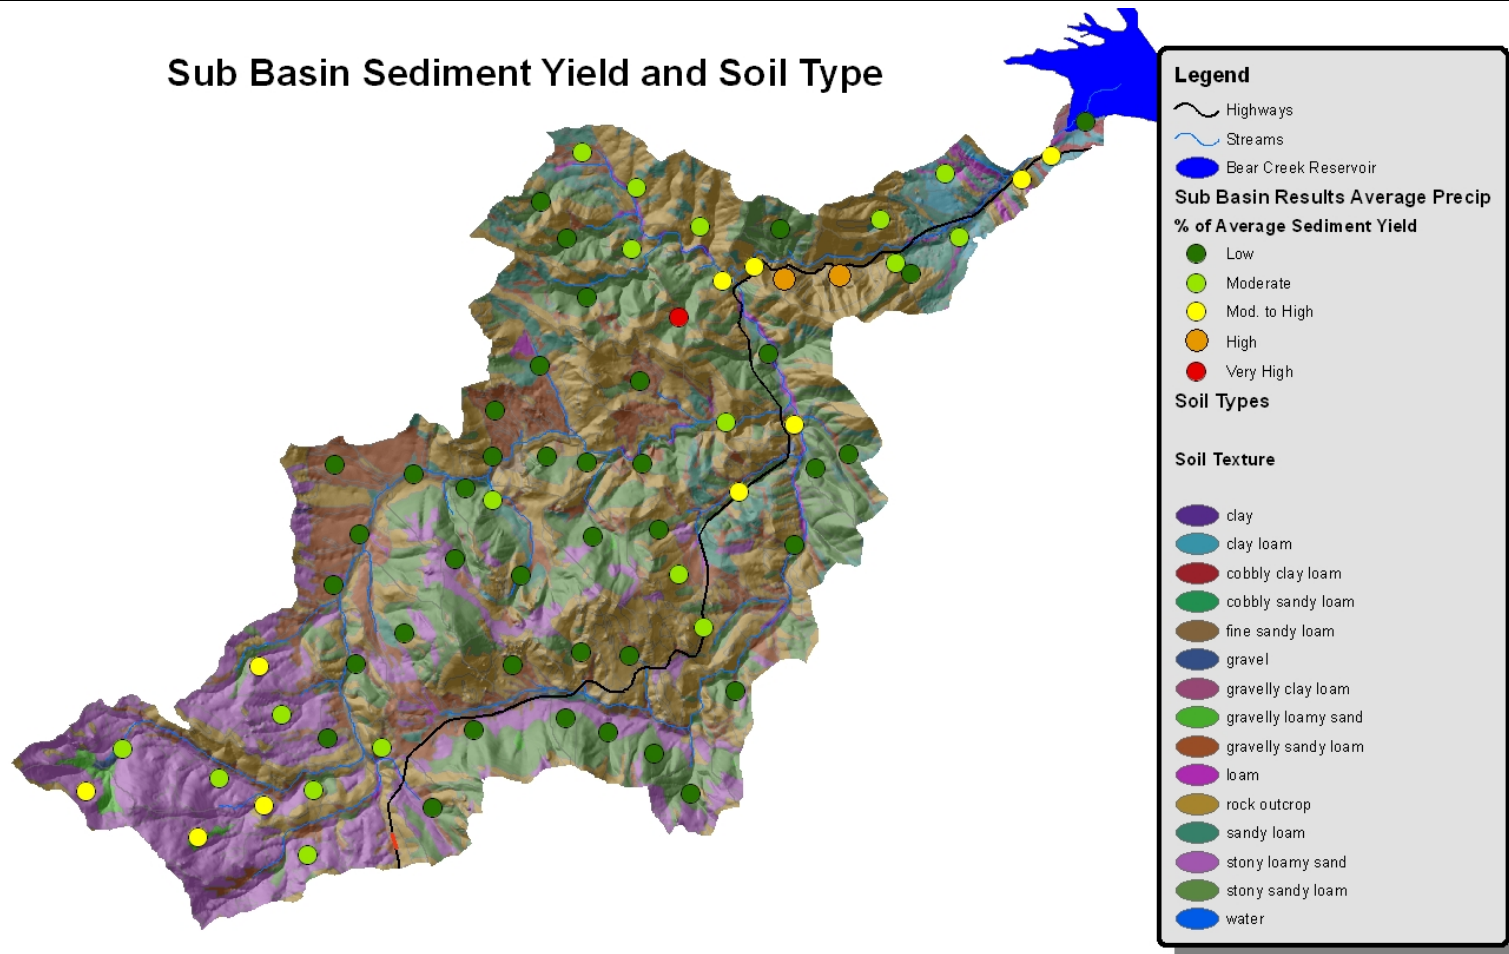 Sub Basin Sediment Yield and Soil Type
Legend
Highways
Streams
Bear Creek Reservoir
Sub Basin Results Average Precip
% of Average Sediment Yield
Low
Moderate
Mod. to High
High
Very High
Soil Types
Soil Texture
clay
clay loam
cobbly clay loam
cobbly sandy loam
fine sandy loam
gravel
gravelly clay loam
gravelly loamy sand
gravelly sandy loam
loam
rock outcrop
sandy loam
stony loamy sand
stony sandy loam
water